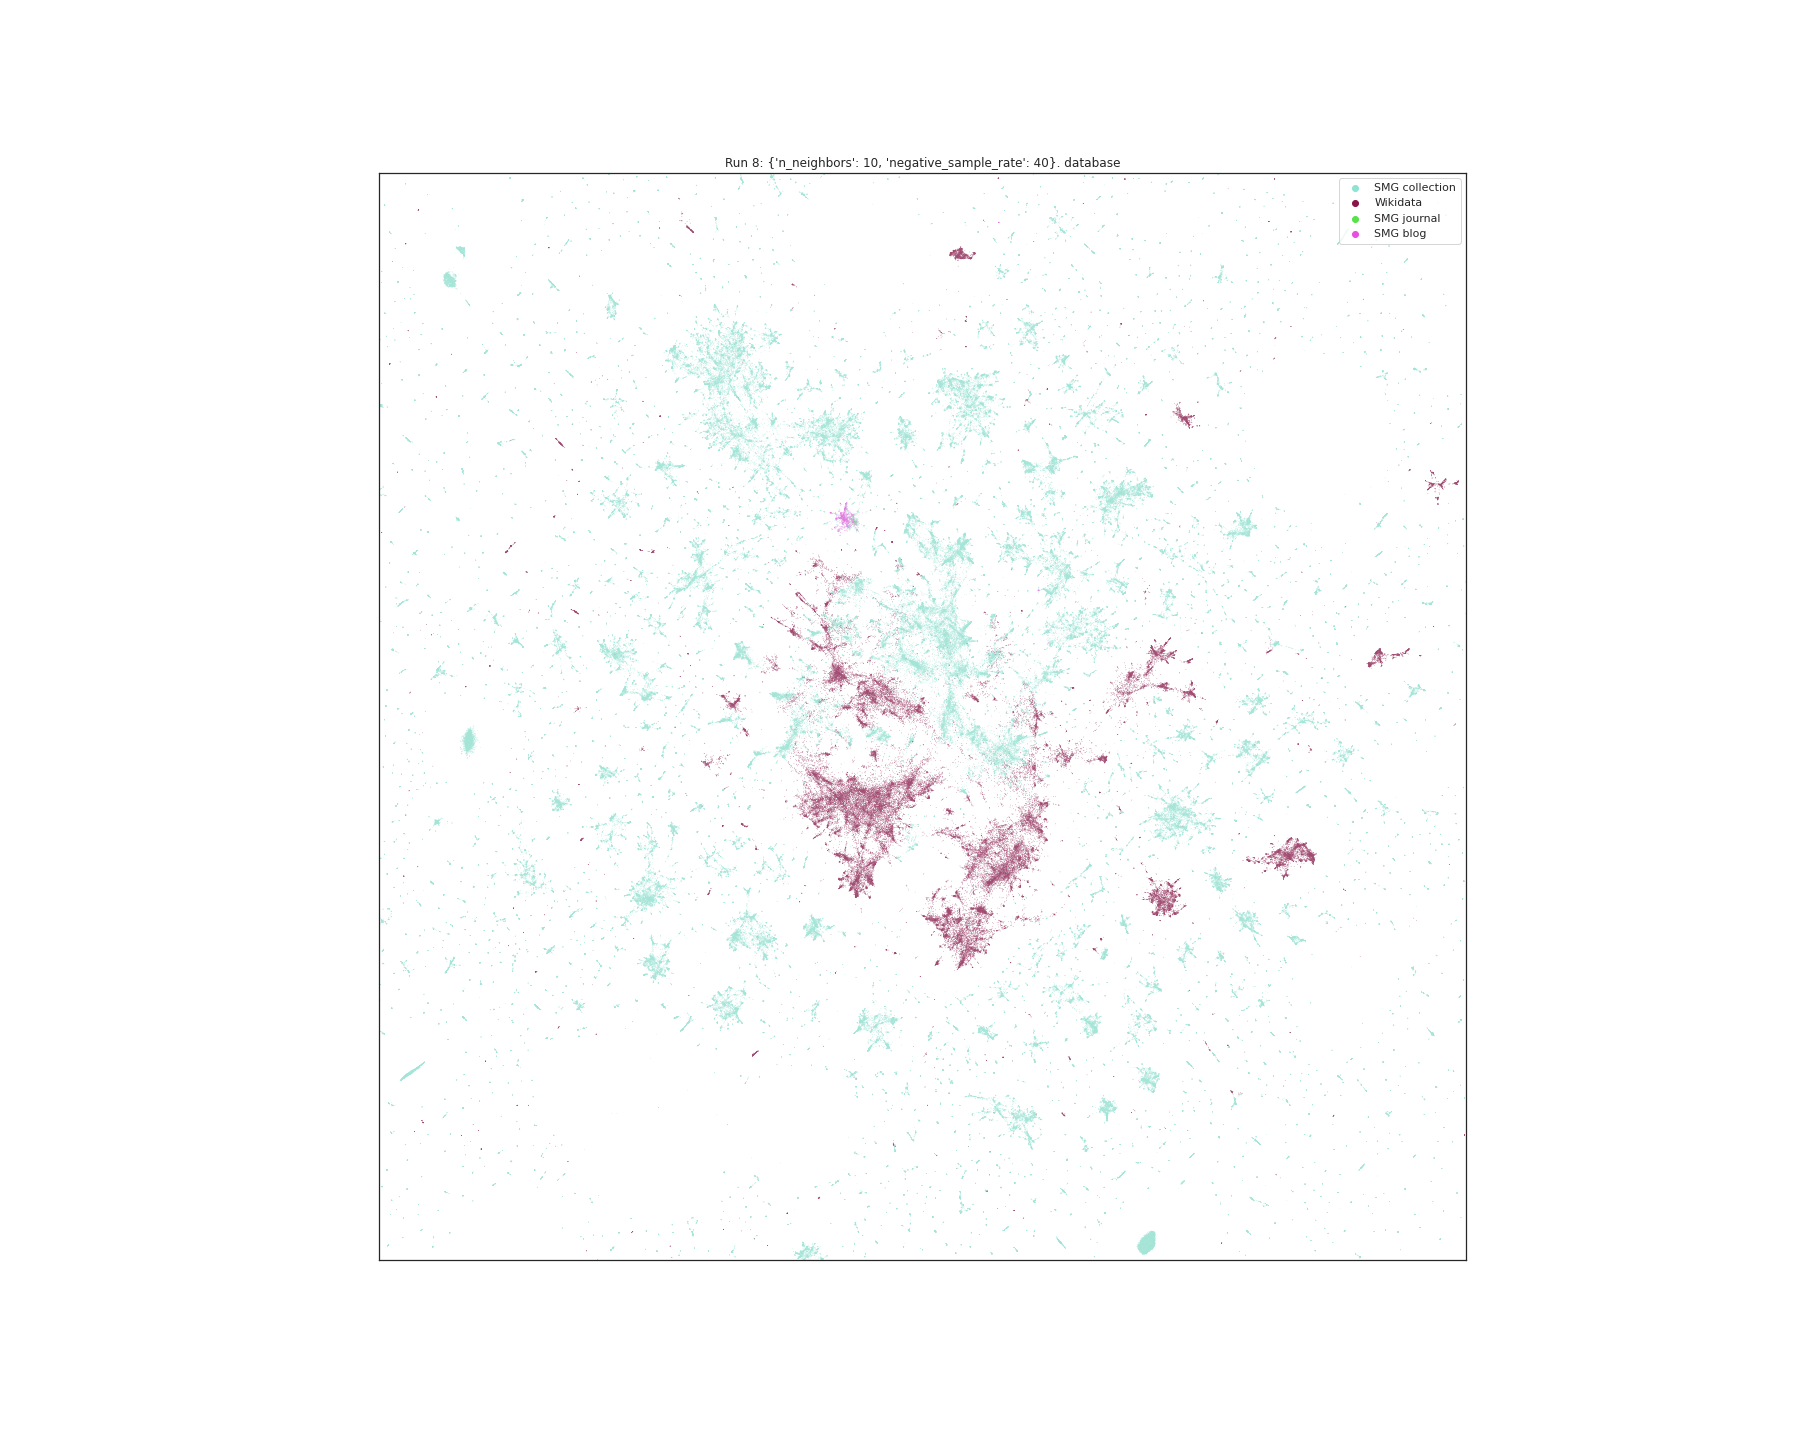 Run 8: {'n_neighbors': 10, 'negative_sample_rate': 40}. database
SMG collection
Wikidata
SMG journal
SMG blog